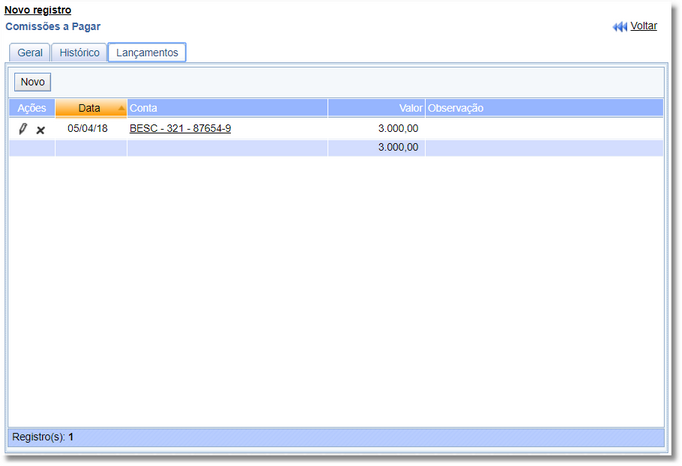 Novo registro
Comissões a Pagar
Voltar
Geral Histórico Lançamentos
Novo
Ações Data Conta Valor Observação
05/04/18 BESC - 321 - 87654-9 3.000,00
3.000,00
Registro(s): 1